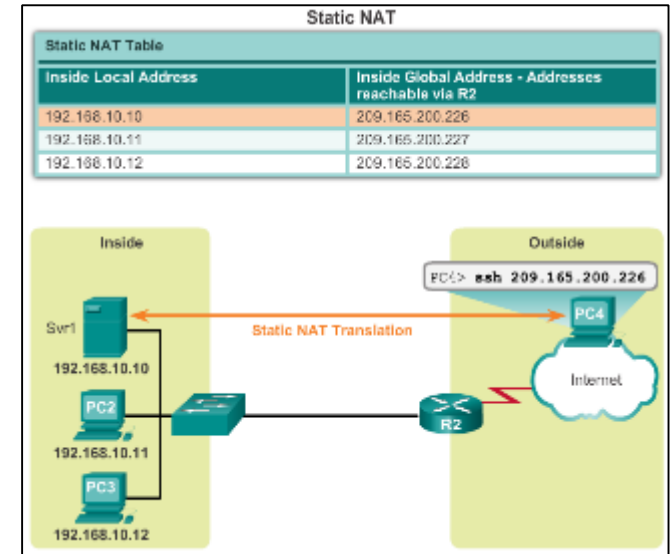 Static NAT
Static NAT Table
Inside Local Address
Inside Global Address - Addresses
reachable via R2
192.168.10.10
209.165.200.226
192.168.10.11
209.165.200.227
192.168.10.12
209.165.200.228
Inside
Outside
PC4> ssh 209.165.200.226
Svr1
Static NAT Translation
PC4
192.168.10.10
Internet
PC2
R2
192.168.10.11
PC3
192.168.10.12